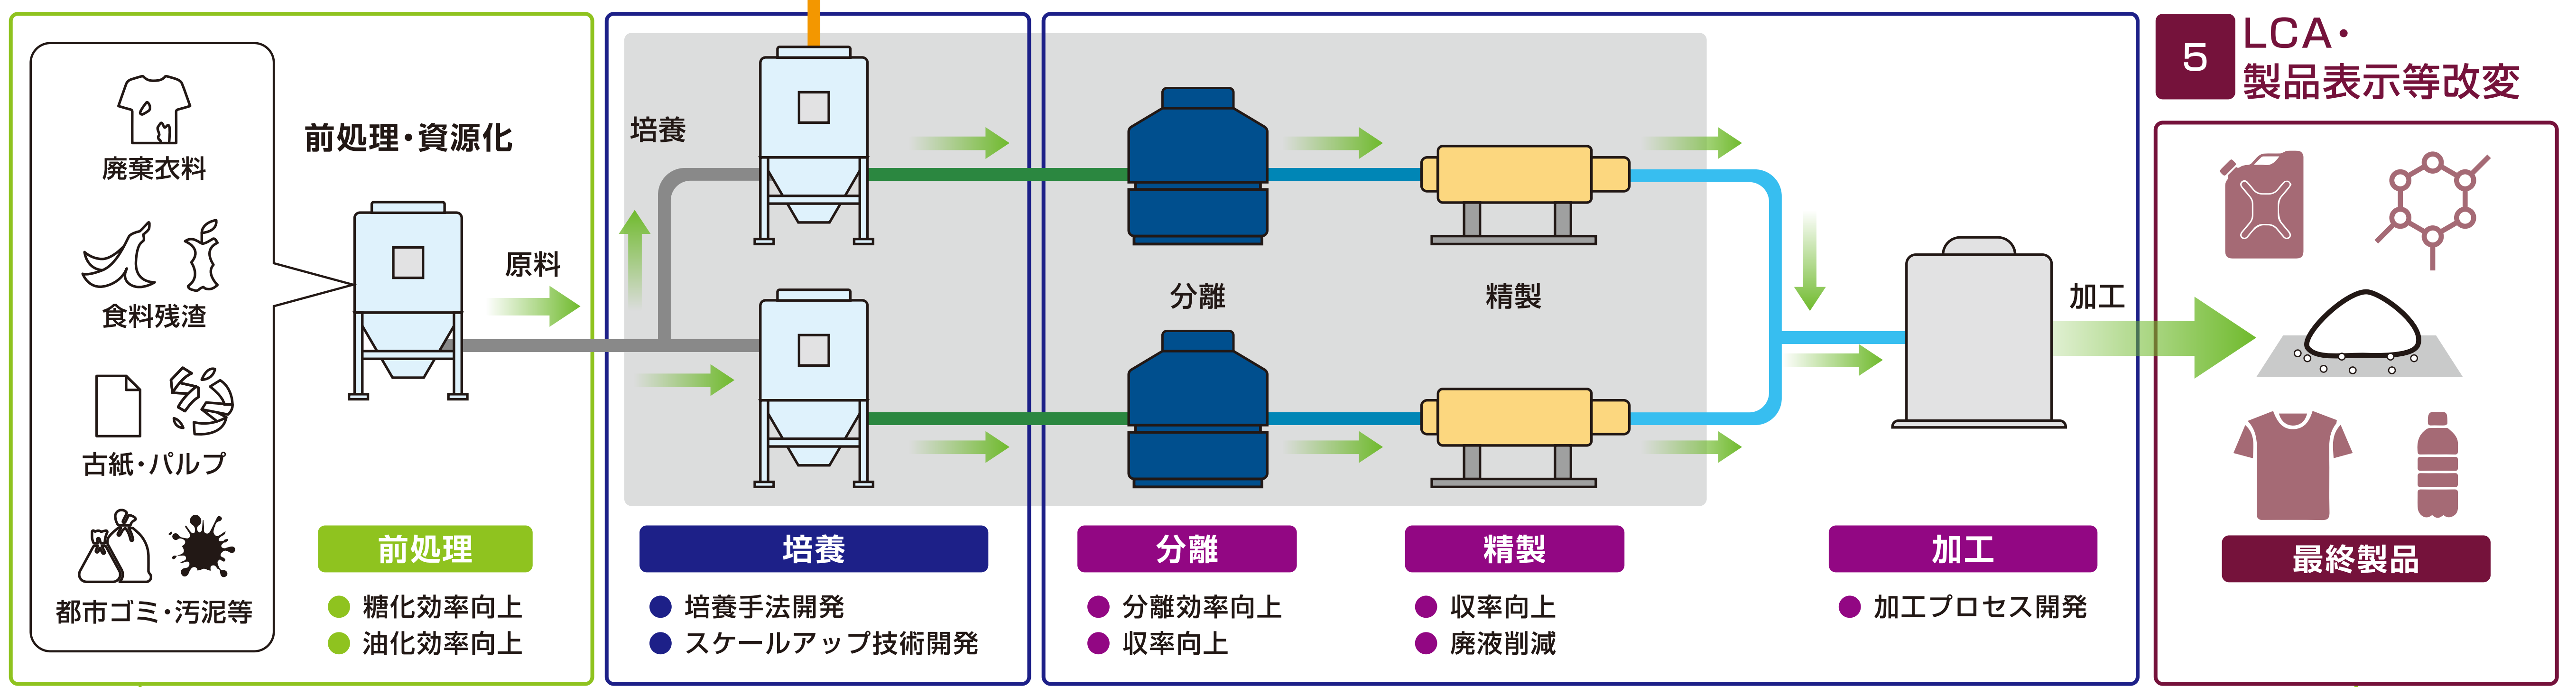 廃棄衣料
食料残渣
古紙・パルプ
都市ゴミ・汚泥等
前処理・資源化
原料
前処理
糖化効率向上
油化効率向上
培養
培養
培養手法開発
スケールアップ技術開発
分離
精製
加工
分離
分離効率向上
収率向上
精製
収率向上
廃液削減
加工
加工プロセス開発
5
LCA・
製品表示等改変
最終製品